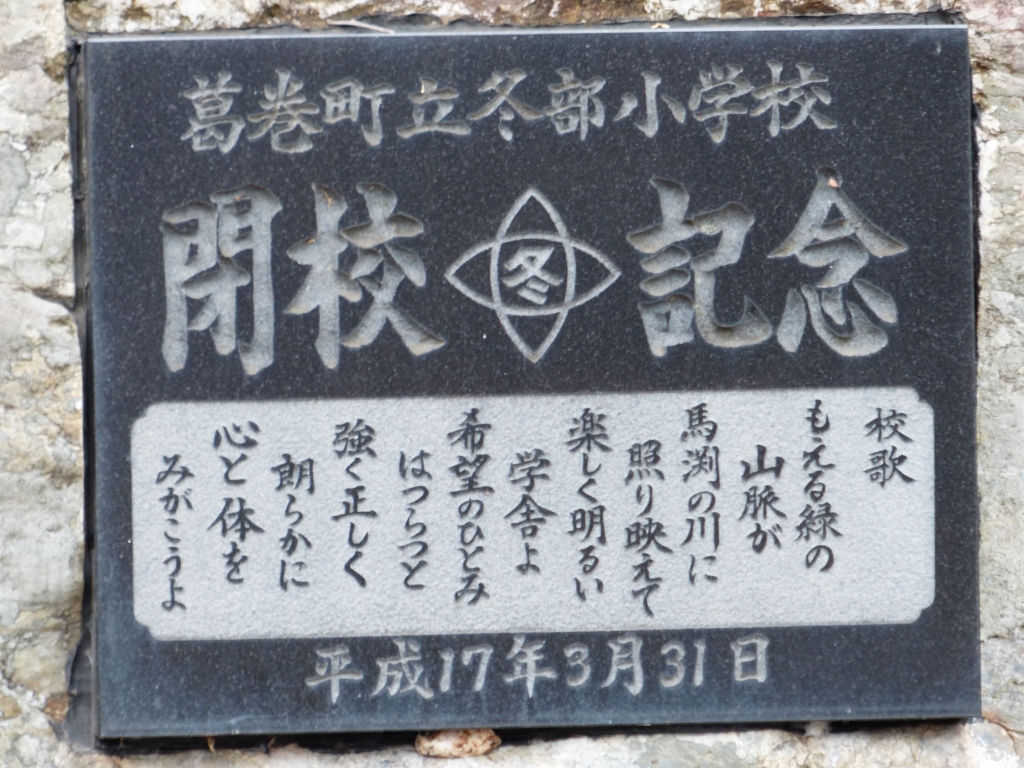 葛巻町立冬部小学校
閉校冬記念
校歌
もえる緑の
山脈が
馬渕の川に
照り映えて
楽しく明るい
学舎よ
希望のひとみ
はつらつと
強く正しく
朗らかに
心と体を
みがこうよ
平成17年3月31日